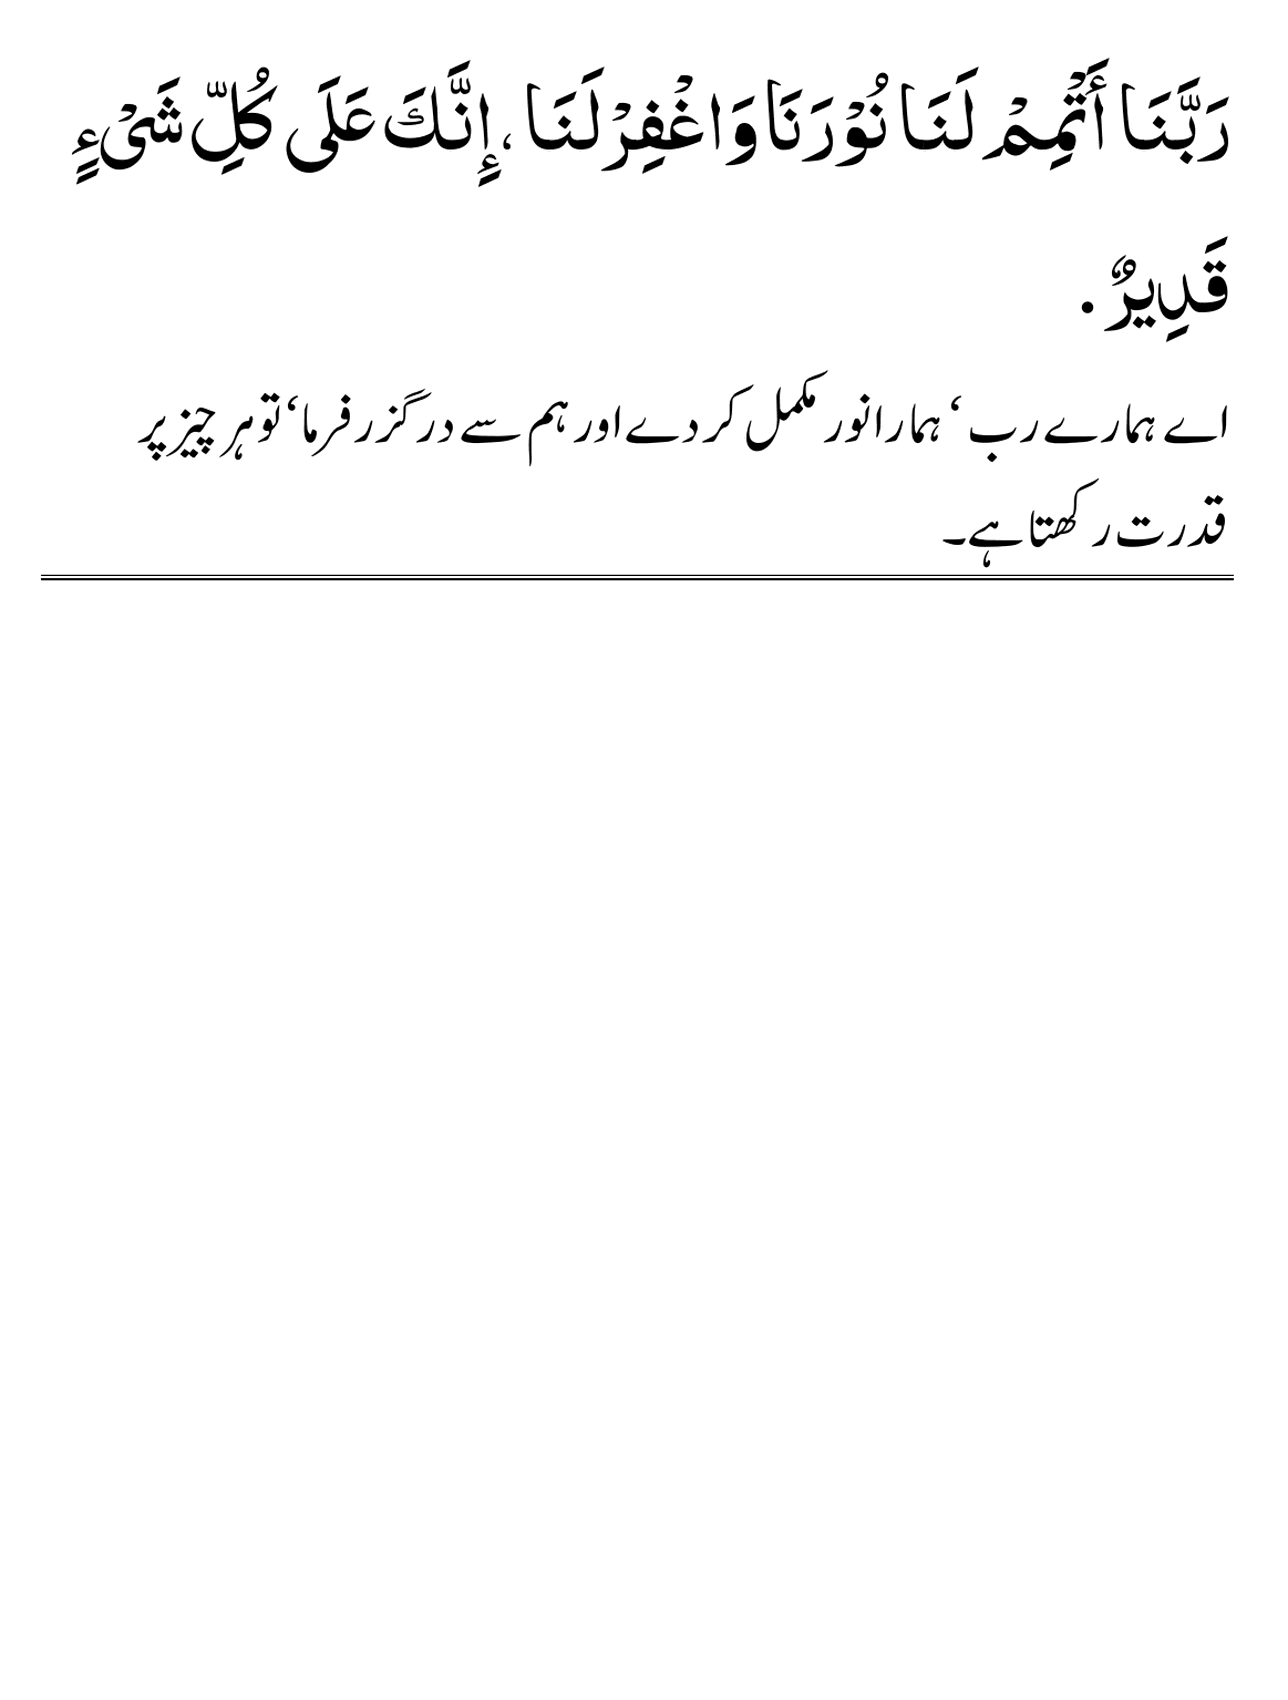 رَبَّنَا أَتْمِمْ لَنَا نُوْرَنَا وَاغْفِرْ لَنَا ، إِنَّكَ عَلَى كُلِّ شَیْءٍ
قَدِيرٌ .
اے ہمارے رب ‘ ہمارا نور مکمل کر دے اور ہم سے درگزر فرما‘ تو ہر چیز پر
قدرت رکھتا ہے۔